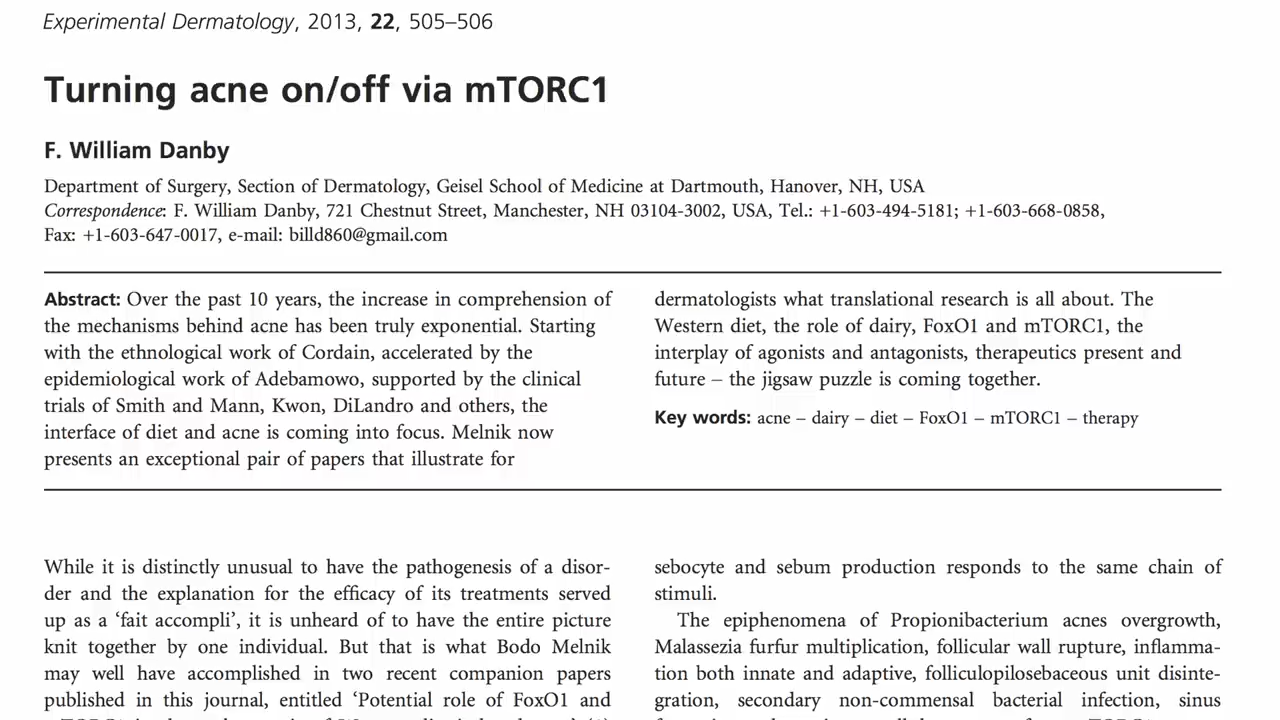 Experimental Dermatology, 2013, 22, 505–506
Turning acne on/off via mTORC1
F. William Danby
Department of Surgery, Section of Dermatology, Geisel School of Medicine at Dartmouth, Hanover, NH, USA
Correspondence: F. William Danby, 721 Chestnut Street, Manchester, NH 03104-3002, USA, Tel.: +1-603-494-5181; +1-603-668-0858,
Fax: +1-603-647-0017, e-mail: billd860@gmail.com
Abstract: Over the past 10 years, the increase in comprehension of
the mechanisms behind acne has been truly exponential. Starting
with the ethnological work of Cordain, accelerated by the
epidemiological work of Adebamowo, supported by the clinical
trials of Smith and Mann, Kwon, DiLandro and others, the
interface of diet and acne is coming into focus. Melnik now
presents an exceptional pair of papers that illustrate for
dermatologists what translational research is all about. The
Western diet, the role of dairy, FoxO1 and mTORC1, the
interplay of agonists and antagonists, therapeutics present and
future – the jigsaw puzzle is coming together.
Key words: acne – dairy – diet – FoxO1 – mTORC1 – therapy
While it is distinctly unusual to have the pathogenesis of a disor-
der and the explanation for the efficacy of its treatments served
up as a ‘fait accompli’, it is unheard of to have the entire picture
knit together by one individual. But that is what Bodo Melnik
may well have accomplished in two recent companion papers
published in this journal, entitled ‘Potential role of FoxO1 and
sebocyte and sebum production responds to the same chain of
stimuli.
The epiphenomena of Propionibacterium acnes overgrowth,
Malassezia furfur multiplication, follicular wall rupture, inflamma-
tion both innate and adaptive, folliculopilosebaceous unit disinte-
gration, secondary non-commensal bacterial infection, sinus